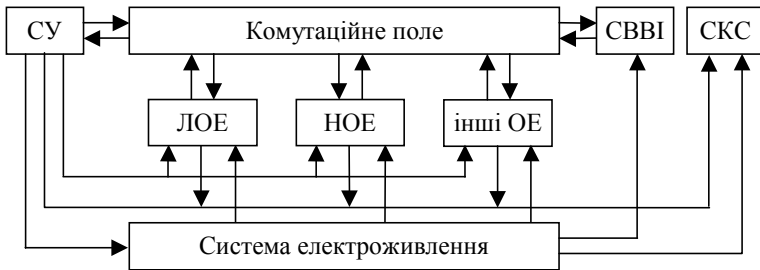 СУ
Комутаційне поле
СВВІ
СКС
ЛОЕ
НОЕ
інші ОЕ
Система електроживлення